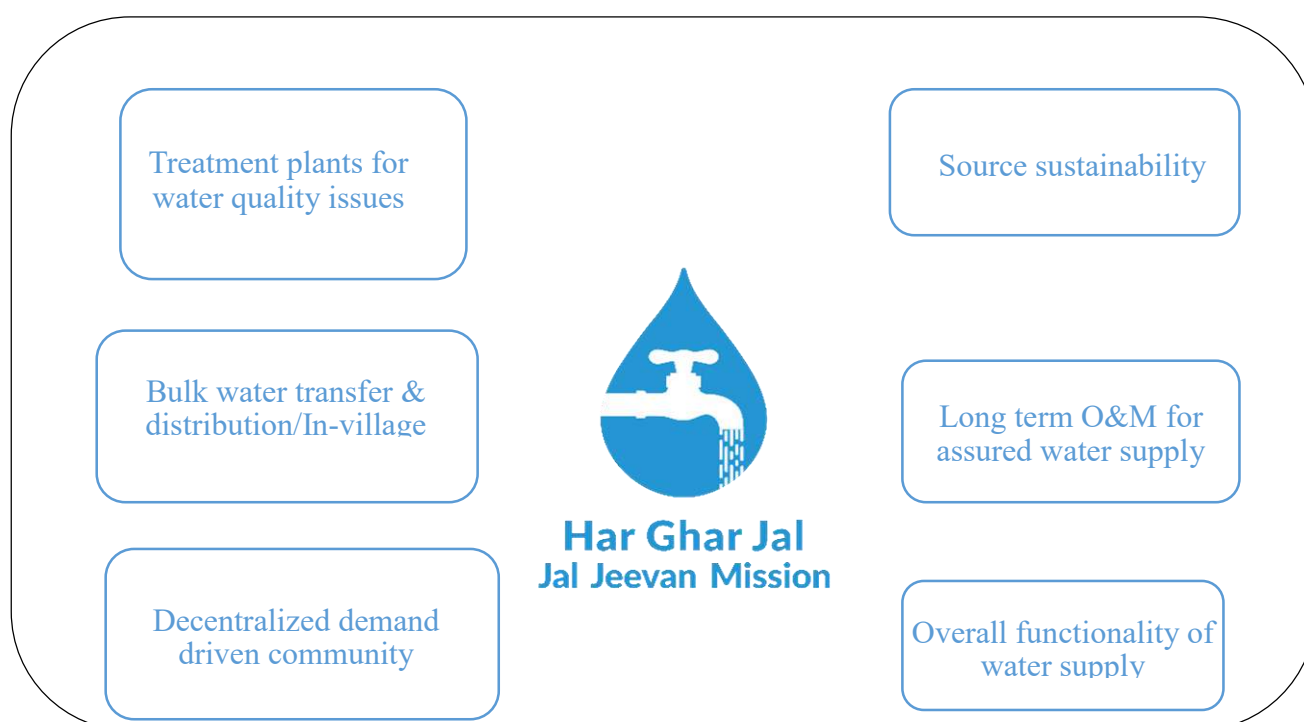 Treatment plants for
water quality issues
Source sustainability
Bulk water transfer &
distribution/In-village
Long term O&M for
assured water supply
Har Ghar Jal
Jal Jeevan Mission
Decentralized demand
driven community
Overall functionality of
water supply